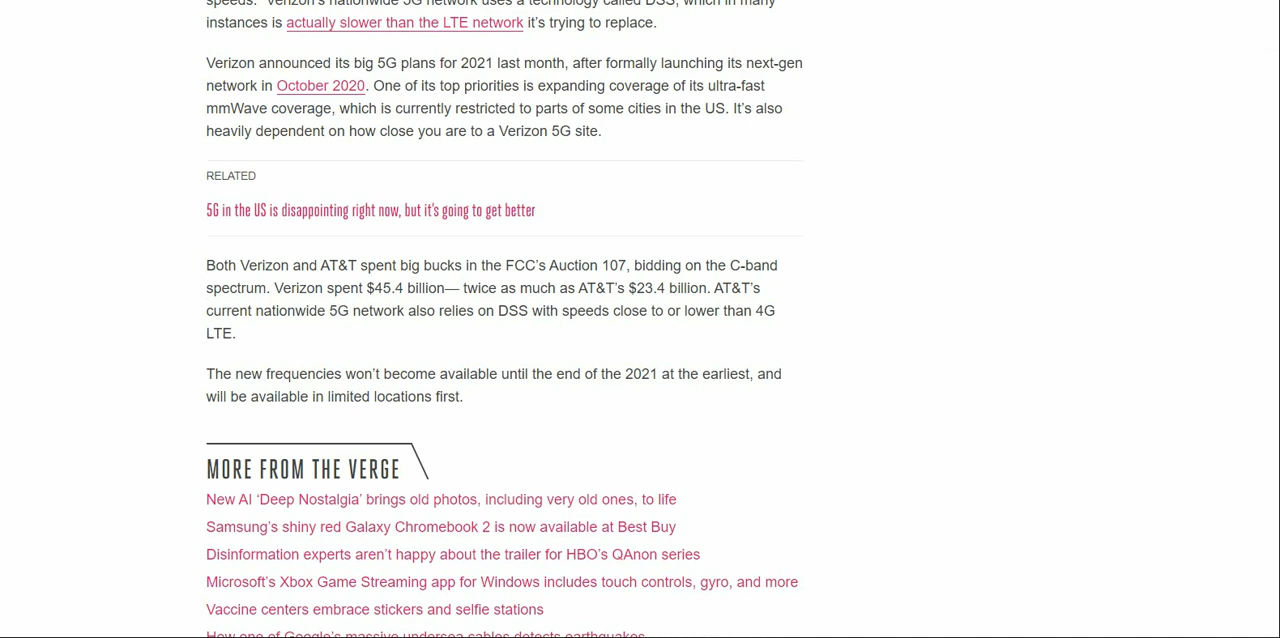 speeds." Verizon's nationwide 5G network uses a technology called DSS, which in many
instances is actually slower than the LTE network it's trying to replace.
Verizon announced its big 5G plans for 2021 last month, after formally launching its next-gen
network in October 2020. One of its top priorities is expanding coverage of its ultra-fast
mmWave coverage, which is currently restricted to parts of some cities in the US. It's also
heavily dependent on how close you are to a Verizon 5G site.
RELATED
5G in the US is disappointing right now, but it's going to get better
Both Verizon and AT&T spent big bucks in the FCC's Auction 107, bidding on the C-band
spectrum. Verizon spent $45.4 billion— twice as much as AT&T's $23.4 billion. AT&T's
current nationwide 5G network also relies on DSS with speeds close to or lower than 4G
LTE.
The new frequencies won't become available until the end of the 2021 at the earliest, and
will be available in limited locations first.
MORE FROM THE VERGE
New AI ‘Deep Nostalgia’ brings old photos, including very old ones, to life
Samsung's shiny red Galaxy Chromebook 2 is now available at Best Buy
Disinformation experts aren't happy about the trailer for HBO's QAnon series
Microsoft's Xbox Game Streaming app for Windows includes touch controls, gyro, and more
Vaccine centers embrace stickers and selfie stations
How one of Google's massive undersea cables detects earthquakes